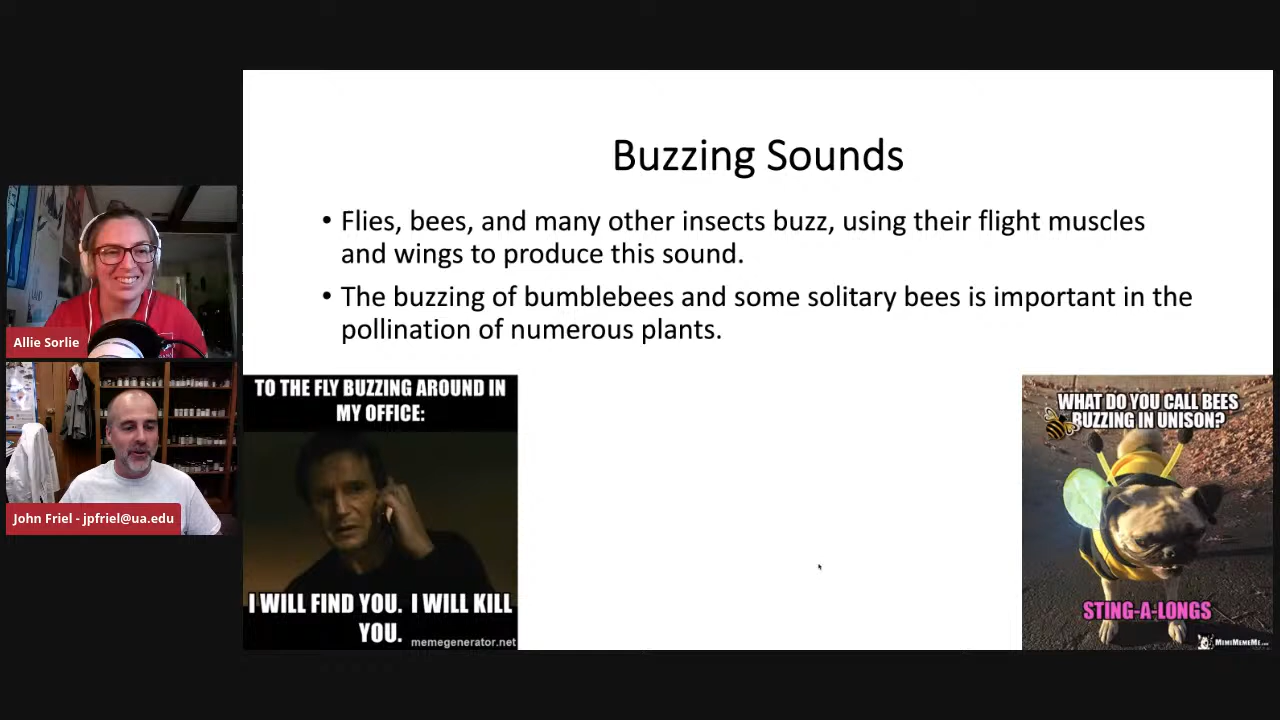 Buzzing Sounds
• Flies, bees, and many other insects buzz, using their flight muscles
and wings to produce this sound.
• The buzzing of bumblebees and some solitary bees is important in the
pollination of numerous plants.
Allie Sorlie
John Friel - jpfriel@ua.edu
TO THE FLY BUZZING AROUND IN
MY OFFICE:
I WILL FIND YOU. I WILL KILL
YOU.
memegenerator.net
WHAT DO YOU CALL BEES
BUZZING IN UNISON?
STING-A-LONGS